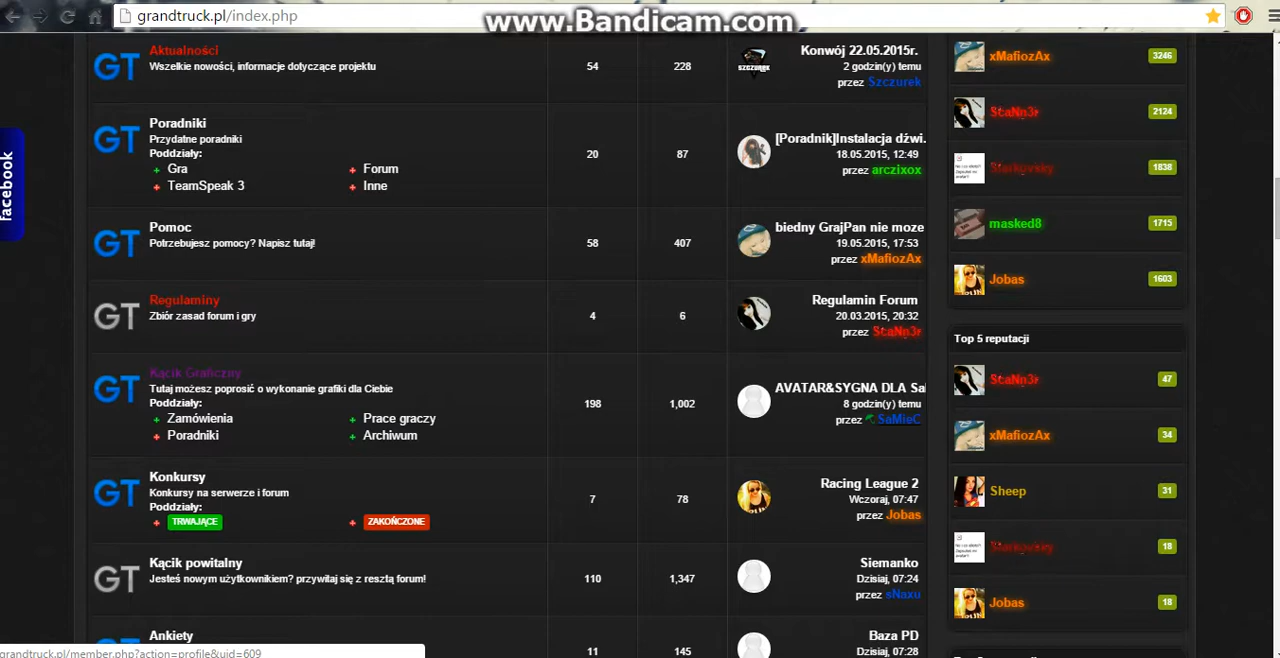 grandtruck.pl/index.php
www.Bandicam.com
facebook
GT
Aktualności
Wszelkie nowości, informacje dotyczące projektu
54
228
SZCZUREK
Konwój 22.05.2015r.
2 godzin(y) temu
przez Szczurek
GT
Poradniki
Przydatne poradniki
Poddziały:
Gra
Forum
TeamSpeak 3
Inne
20
87
[Poradnik]Instalacja dźwi.
18.05.2015, 12:49
przez arczixox
GT
Pomoc
Potrzebujesz pomocy? Napisz tutaj!
58
407
biedny GrajPan nie moze
19.05.2015, 17:53
przez xMafiozAx
GT
Regulaminy
Zbiór zasad forum i gry
4
6
Regulamin Forum
20.03.2015, 20:32
przez ScaNn3r
GT
Kącik Graficzny
Tutaj możesz poprosić o wykonanie grafiki dla Ciebie
Poddziały:
Zamówienia
Prace graczy
Poradniki
Archiwum
198
1,002
AVATAR&SYGNA DLA Sal
8 godzin(y) temu
przez SaMieC
GT
Konkursy
Konkursy na serwerze i forum
Poddziały:
TRWAJĄCE
ZAKOŃCZONE
7
78
Racing League 2
Wczoraj, 07:47
przez Jobas
GT
Kącik powitalny
Jesteś nowym użytkownikiem? przywitaj się z resztą forum!
110
1,347
Siemanko
Dzisiaj, 07:24
przez sNaxu
GT
Ankiety
11
145
Baza PD
Dzisiaj, 07:28
xMafiozAx
3246
ScaNn3r
2124
1838
masked8
1715
Jobas
1603
Top 5 reputacji
ScaNn3r
47
xMafiozAx
34
Sheep
31
18
Jobas
18
grandtruck.pl/member.php?action=profile&uid=609